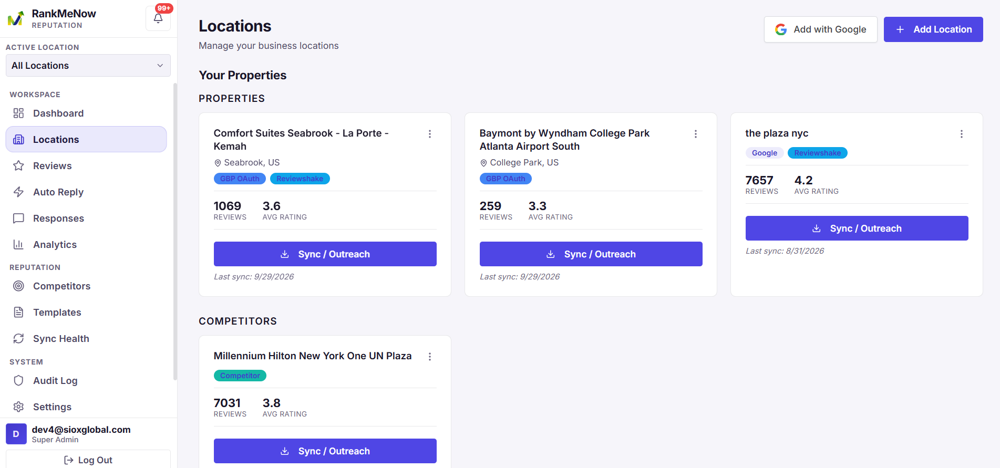 RankMeNow
REPUTATION
99+
ACTIVE LOCATION
All Locations
WORKSPACE
Dashboard
Locations
Reviews
Auto Reply
Responses
Analytics
REPUTATION
Competitors
Templates
Sync Health
SYSTEM
Audit Log
Settings
D
dev4@sioxglobal.com
Super Admin
Log Out
Locations
Manage your business locations
Add with Google
Add Location
Your Properties
PROPERTIES
Comfort Suites Seabrook - La Porte -
Kemah
Seabrook, US
GBP OAuth Reviewshake
1069 3.6
REVIEWS AVG RATING
Sync / Outreach
Last sync: 9/29/2026
Baymont by Wyndham College Park
Atlanta Airport South
College Park, US
GBP OAuth
259 3.3
REVIEWS AVG RATING
Sync / Outreach
Last sync: 9/29/2026
the plaza nyc
Google Reviewshake
7657 4.2
REVIEWS AVG RATING
Sync / Outreach
Last sync: 8/31/2026
COMPETITORS
Millennium Hilton New York One UN Plaza
Competitor
7031 3.8
REVIEWS AVG RATING
Sync / Outreach